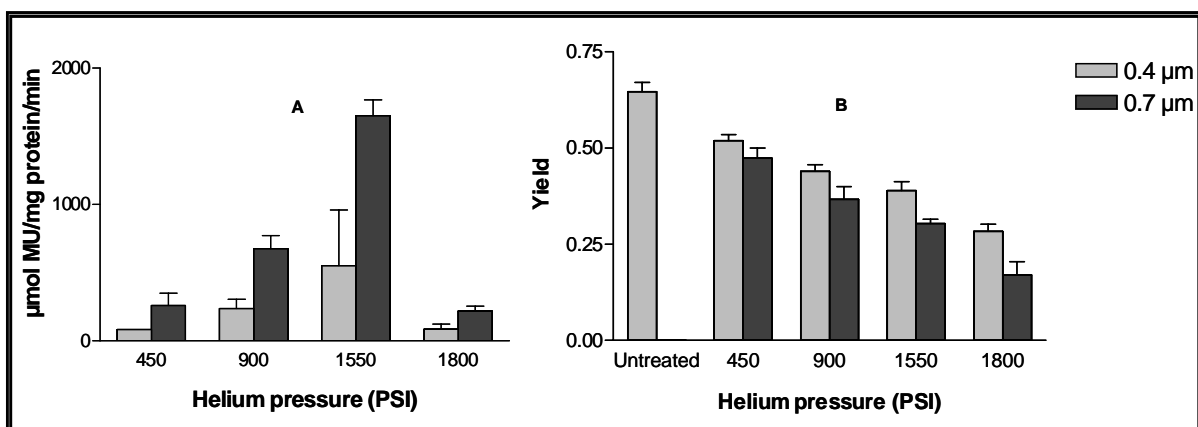 µmol MU/mg protein/min
2000
1000
0
A
450 900 1550 1800
Helium pressure (PSI)
Yield
0.75
0.50
0.25
0.00
B
Untreated 450 900 1550 1800
Helium pressure (PSI)
0.4 µm
0.7 µm